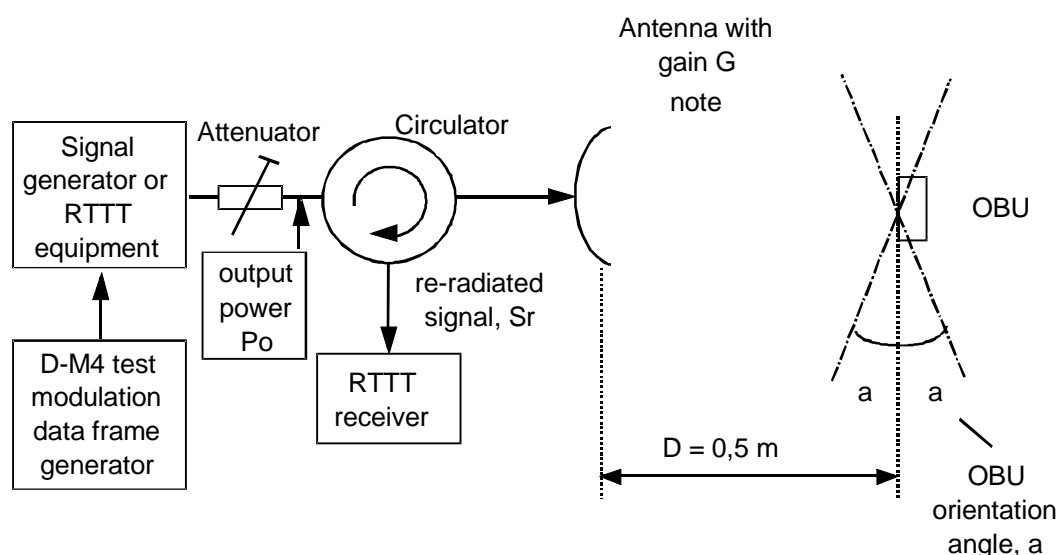 Antenna with
gain G
note
Attenuator
Circulator
Signal
generator or
RTTT
equipment
OBU
output
power
Po
re-radiated
signal, Sr
D-M4 test
modulation
data frame
generator
RTTT
receiver
a
a
D = 0,5 m
OBU
orientation
angle, a